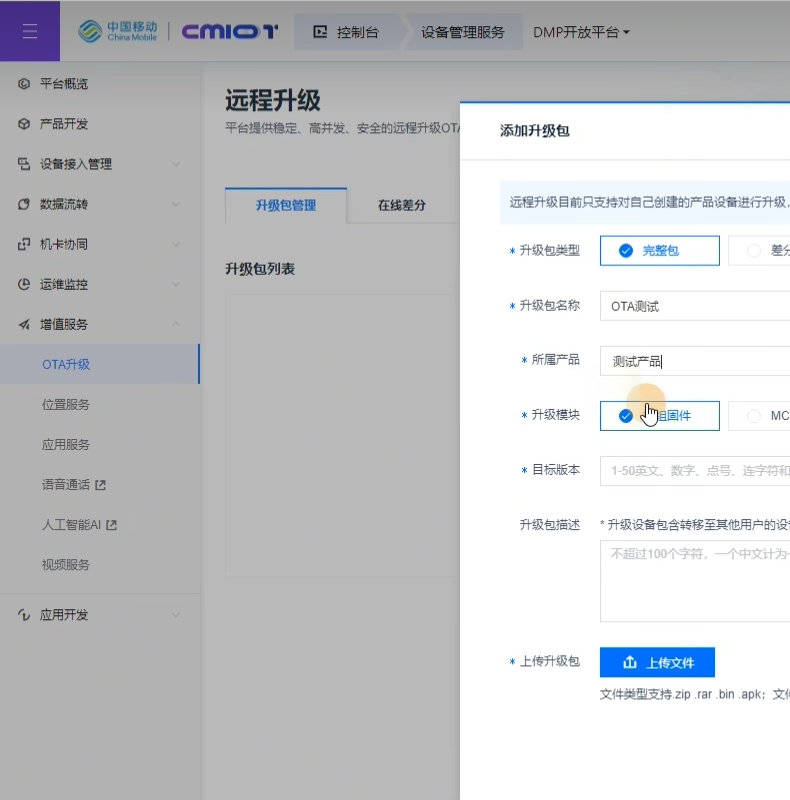 中国移动 China Mobile CMIOT 控制台 设备管理服务 DMP开放平台
平台概览
产品开发
设备接入管理
数据流转
机卡协同
运维监控
增值服务
OTA升级
位置服务
应用服务
语音通话
人工智能AI
视频服务
应用开发
远程升级
平台提供稳定、高并发、安全的远程升级OTA
升级包管理 在线差分
升级包列表
添加升级包
远程升级目前只支持对自己创建的产品设备进行升级,
* 升级包类型 完整包 差分
* 升级包名称 OTA测试
* 所属产品 测试产品
* 升级模块 组固件 MC
* 目标版本 1-50英文、数字、点号、连字符和
升级包描述 * 升级设备包含转移至其他用户的设
不超过100个字符,一个中文计为一
* 上传升级包 上传文件
文件类型支持.zip .rar .bin .apk; 文件